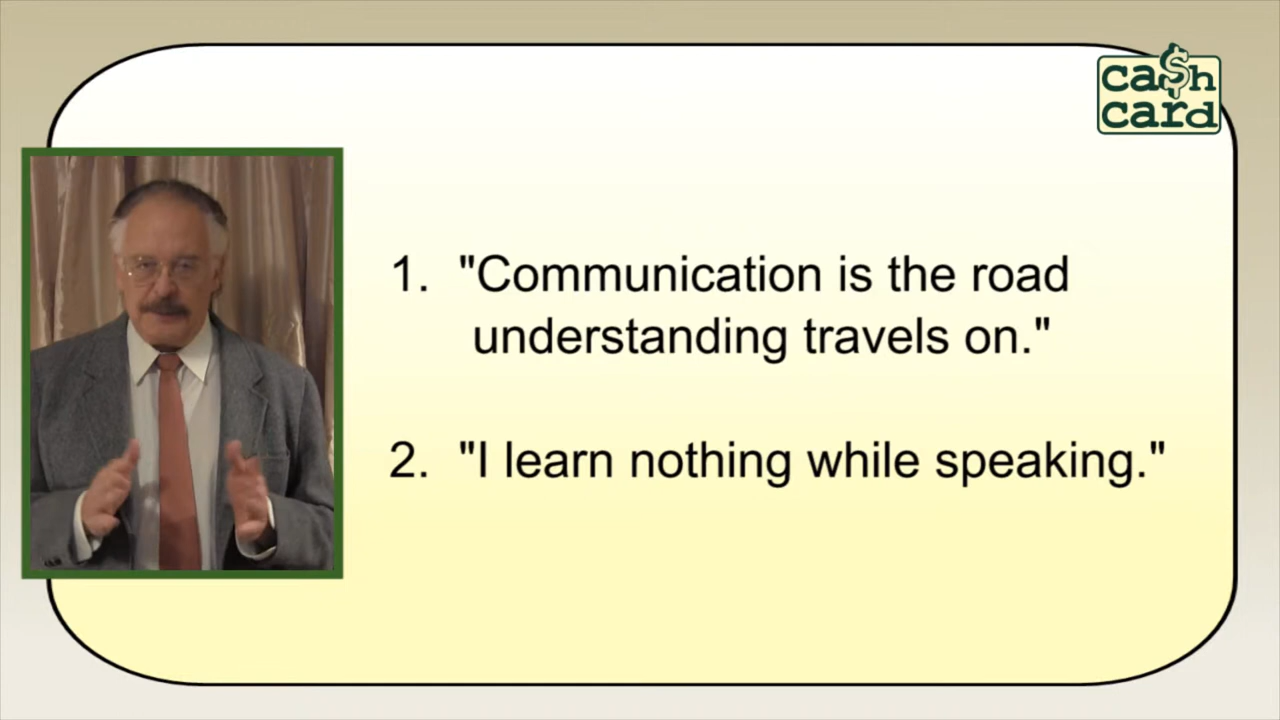 ca$h
card
1. "Communication is the road
understanding travels on."
2. "I learn nothing while speaking."